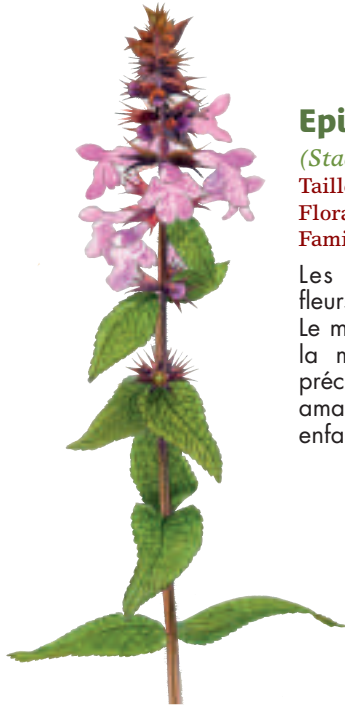 Epi
(Sta
Taill
Flora
Fami
Les
fleur
Le m
la m
préc
ama
enfa